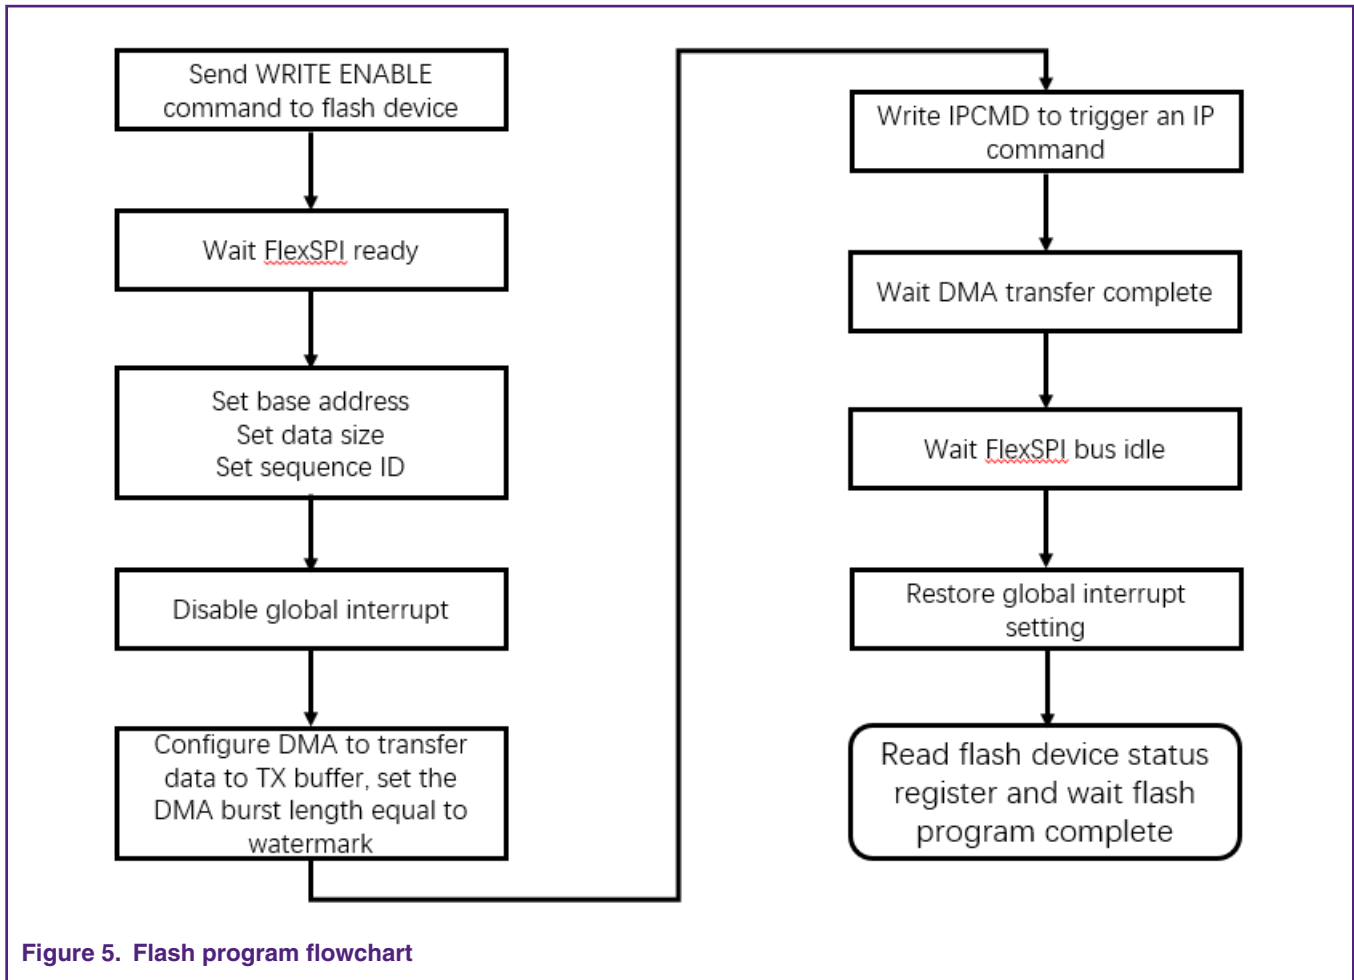 Send WRITE ENABLE
command to flash device
Wait FlexSPI ready
Set base address
Set data size
Set sequence ID
Disable global interrupt
Configure DMA to transfer
data to TX buffer, set the
DMA burst length equal to
watermark
Write IPCMD to trigger an IP
command
Wait DMA transfer complete
Wait FlexSPI bus idle
Restore global interrupt
setting
Read flash device status
register and wait flash
program complete
Figure 5. Flash program flowchart